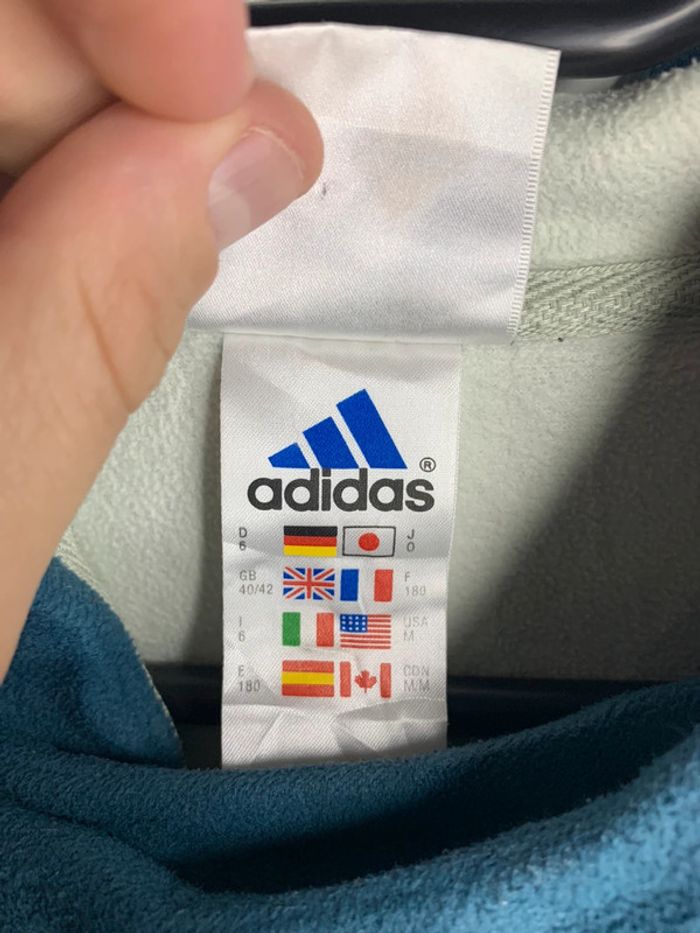 adidas®
D J
6 O
GB F
40/42 180
I USA
6 M
E CDN
180 M/M